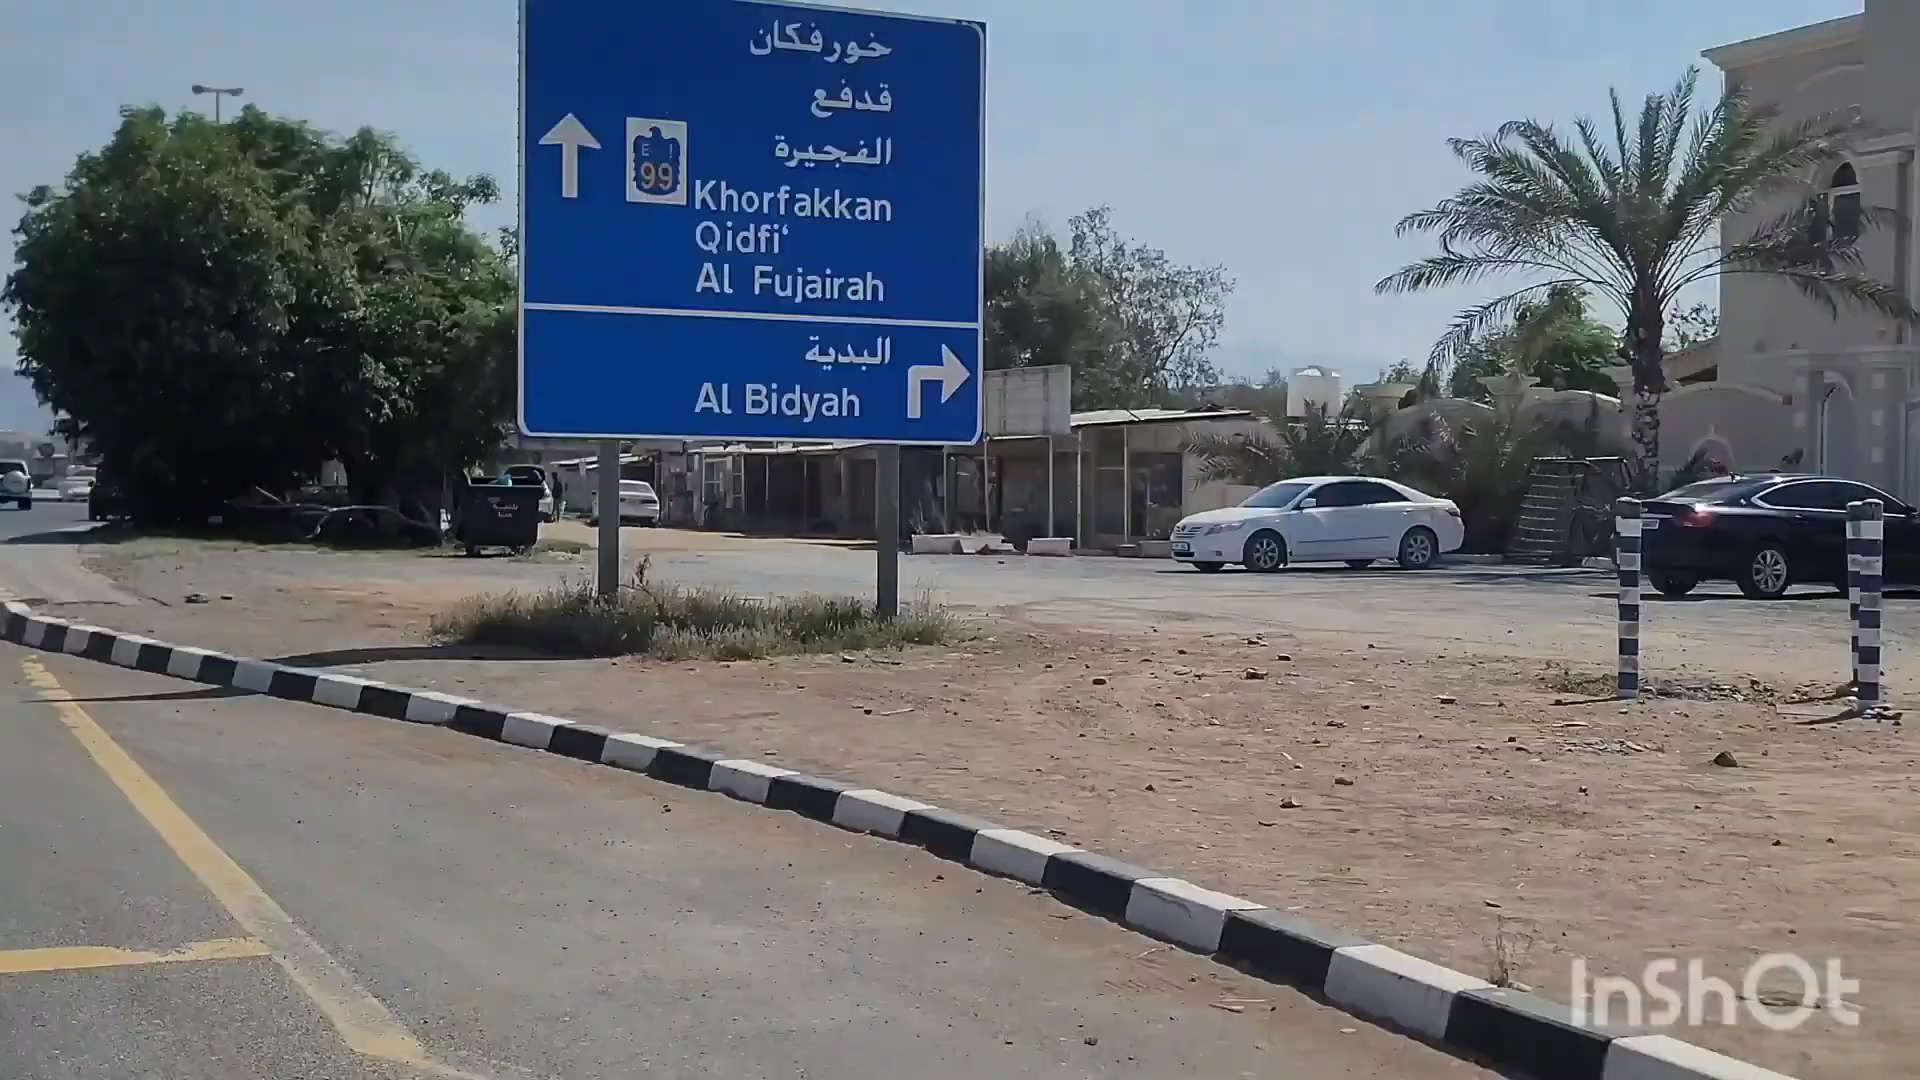 خورفكان
قدفع
الفجيرة
E 99
Khorfakkan
Qidfi‘
Al Fujairah
البدية
Al Bidyah
InShOt